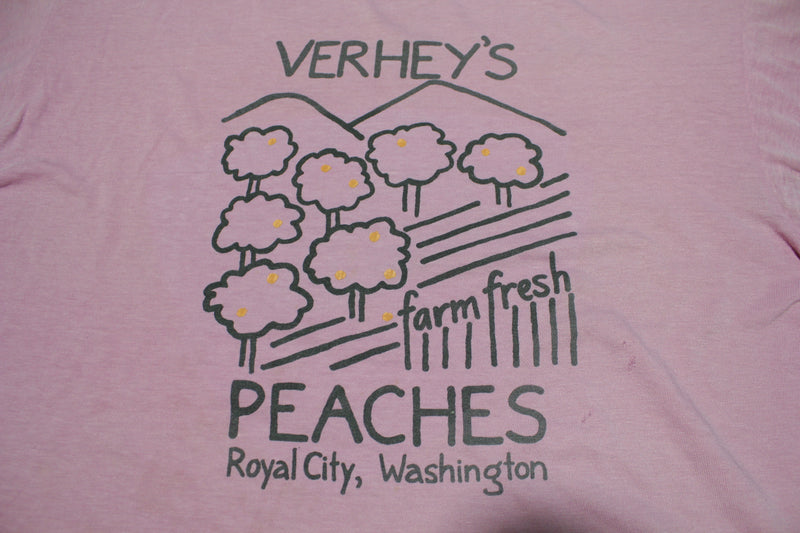 VERHEY'S
farm fresh
PEACHES
Royal City, Washington